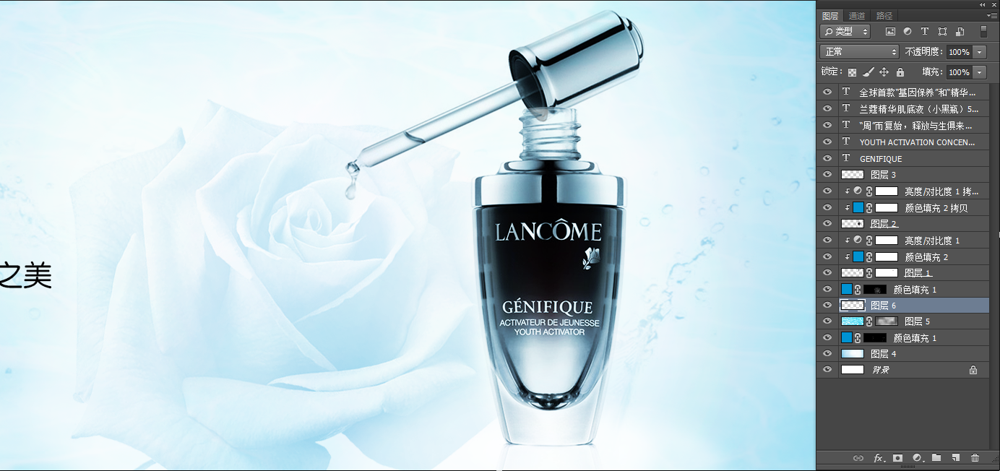 之美
LANCÔME
GÉNIFIQUE
ACTIVATEUR DE JEUNESSE
YOUTH ACTIVATOR
图层 通道 路径
类型
正常 不透明度: 100%
锁定: 填充: 100%
T 全球首款“基因保养”和“精华...
T 兰蔻精华肌底液（小黑瓶）5...
T “周”而复始，释放与生俱来...
T YOUTH ACTIVATION CONCEN...
T GENIFIQUE
图层 3
亮度/对比度 1 拷...
颜色填充 2 拷贝
图层 2
亮度/对比度 1
颜色填充 2
图层 1
颜色填充 1
图层 6
图层 5
颜色填充 1
图层 4
背景
fx